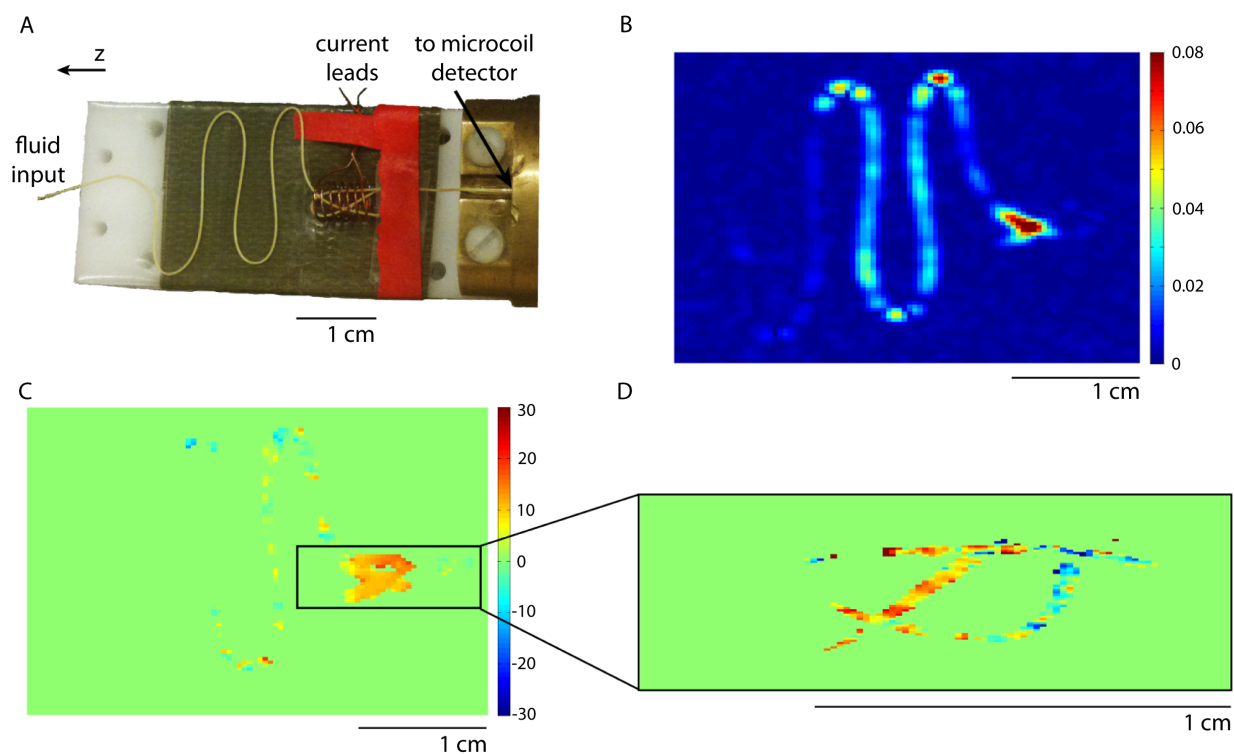 A
z
current
leads
to microcoil
detector
fluid
input
1 cm
B
0.08
0.06
0.04
0.02
0
1 cm
C
30
20
10
0
-10
-20
-30
1 cm
D
1 cm